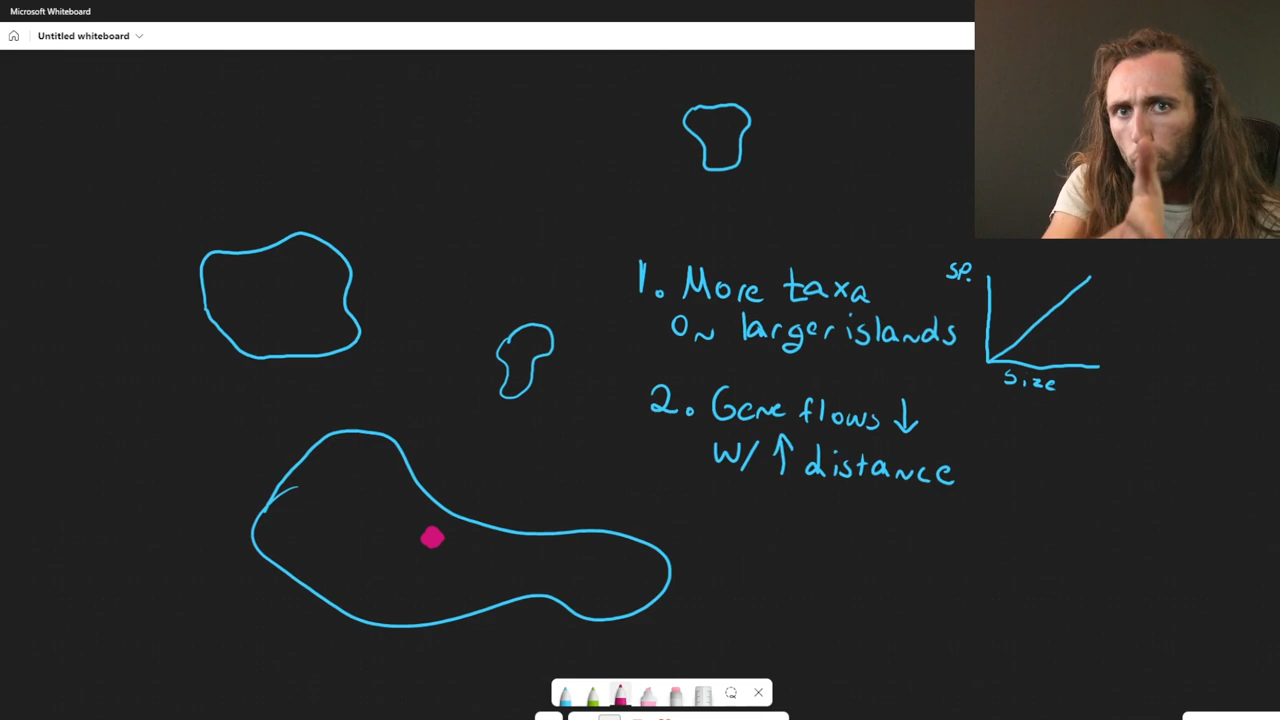 Microsoft Whiteboard
Untitled whiteboard
1. More taxa
on larger islands
SP.
Size
2. Gene flows ↓
w/ ↑ distance